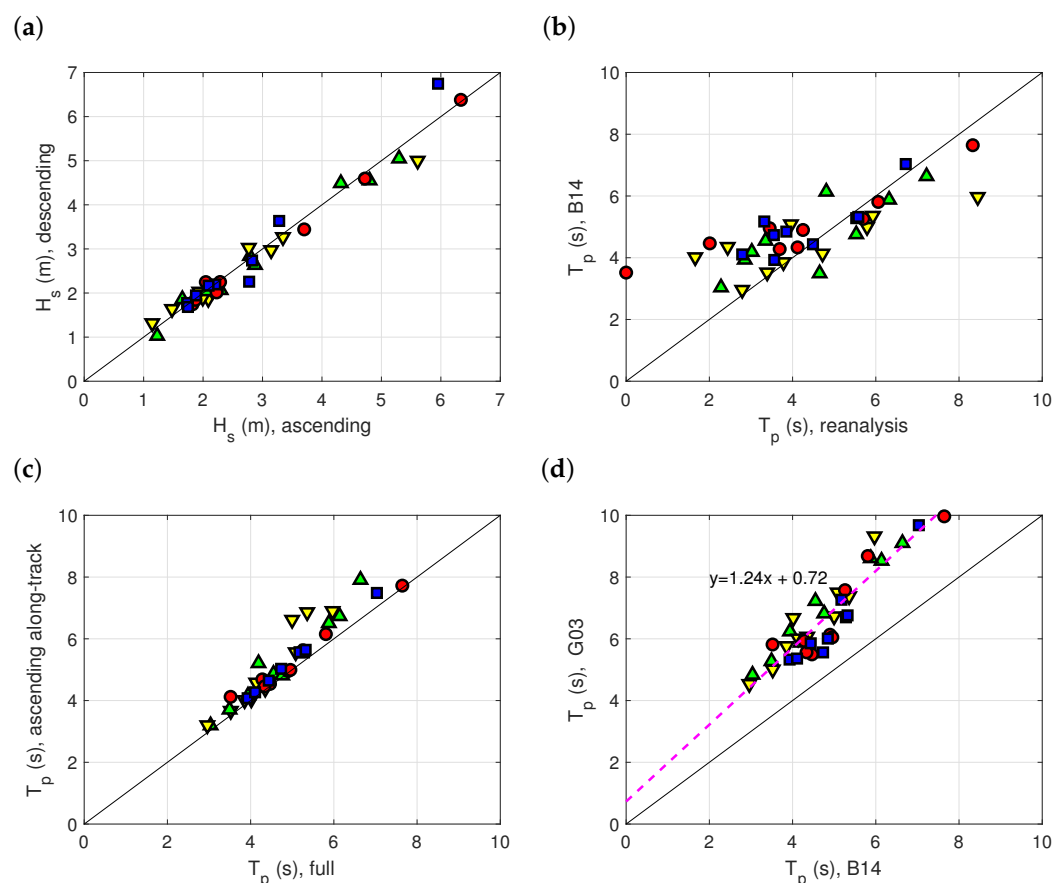 (a)
7
6
5
4
3
2
1
0
0 1 2 3 4 5 6 7
H_s (m), descending
H_s (m), ascending
(b)
10
8
6
4
2
0
0 2 4 6 8 10
T_p (s), B14
T_p (s), reanalysis
(c)
10
8
6
4
2
0
0 2 4 6 8 10
T_p (s), ascending along-track
T_p (s), full
(d)
10
8
6
4
2
0
0 2 4 6 8 10
y=1.24x + 0.72
T_p (s), G03
T_p (s), B14